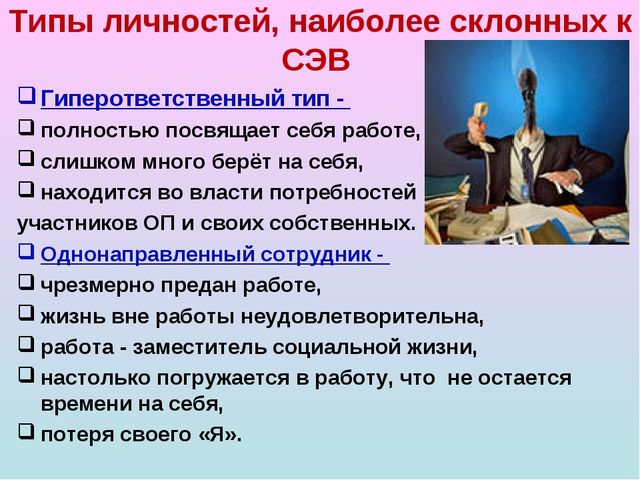 Типы личностей, наиболее склонных к
СЭВ
Гиперответственный тип -
полностью посвящает себя работе,
слишком много берёт на себя,
находится во власти потребностей
участников ОП и своих собственных.
Однонаправленный сотрудник -
чрезмерно предан работе,
жизнь вне работы неудовлетворительна,
работа - заместитель социальной жизни,
настолько погружается в работу, что не остается
времени на себя,
потеря своего «Я».